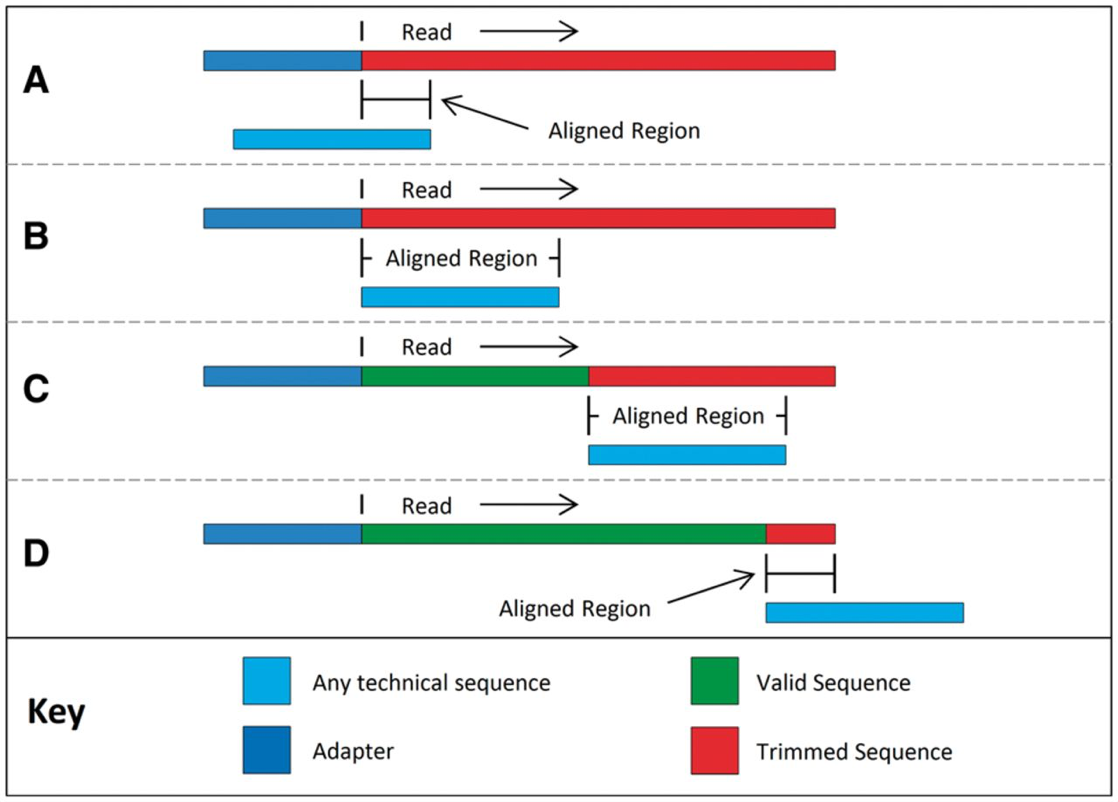 Read
A
Aligned Region
Read
B
Aligned Region
Read
C
Aligned Region
Read
D
Aligned Region
Key
Any technical sequence
Valid Sequence
Adapter
Trimmed Sequence